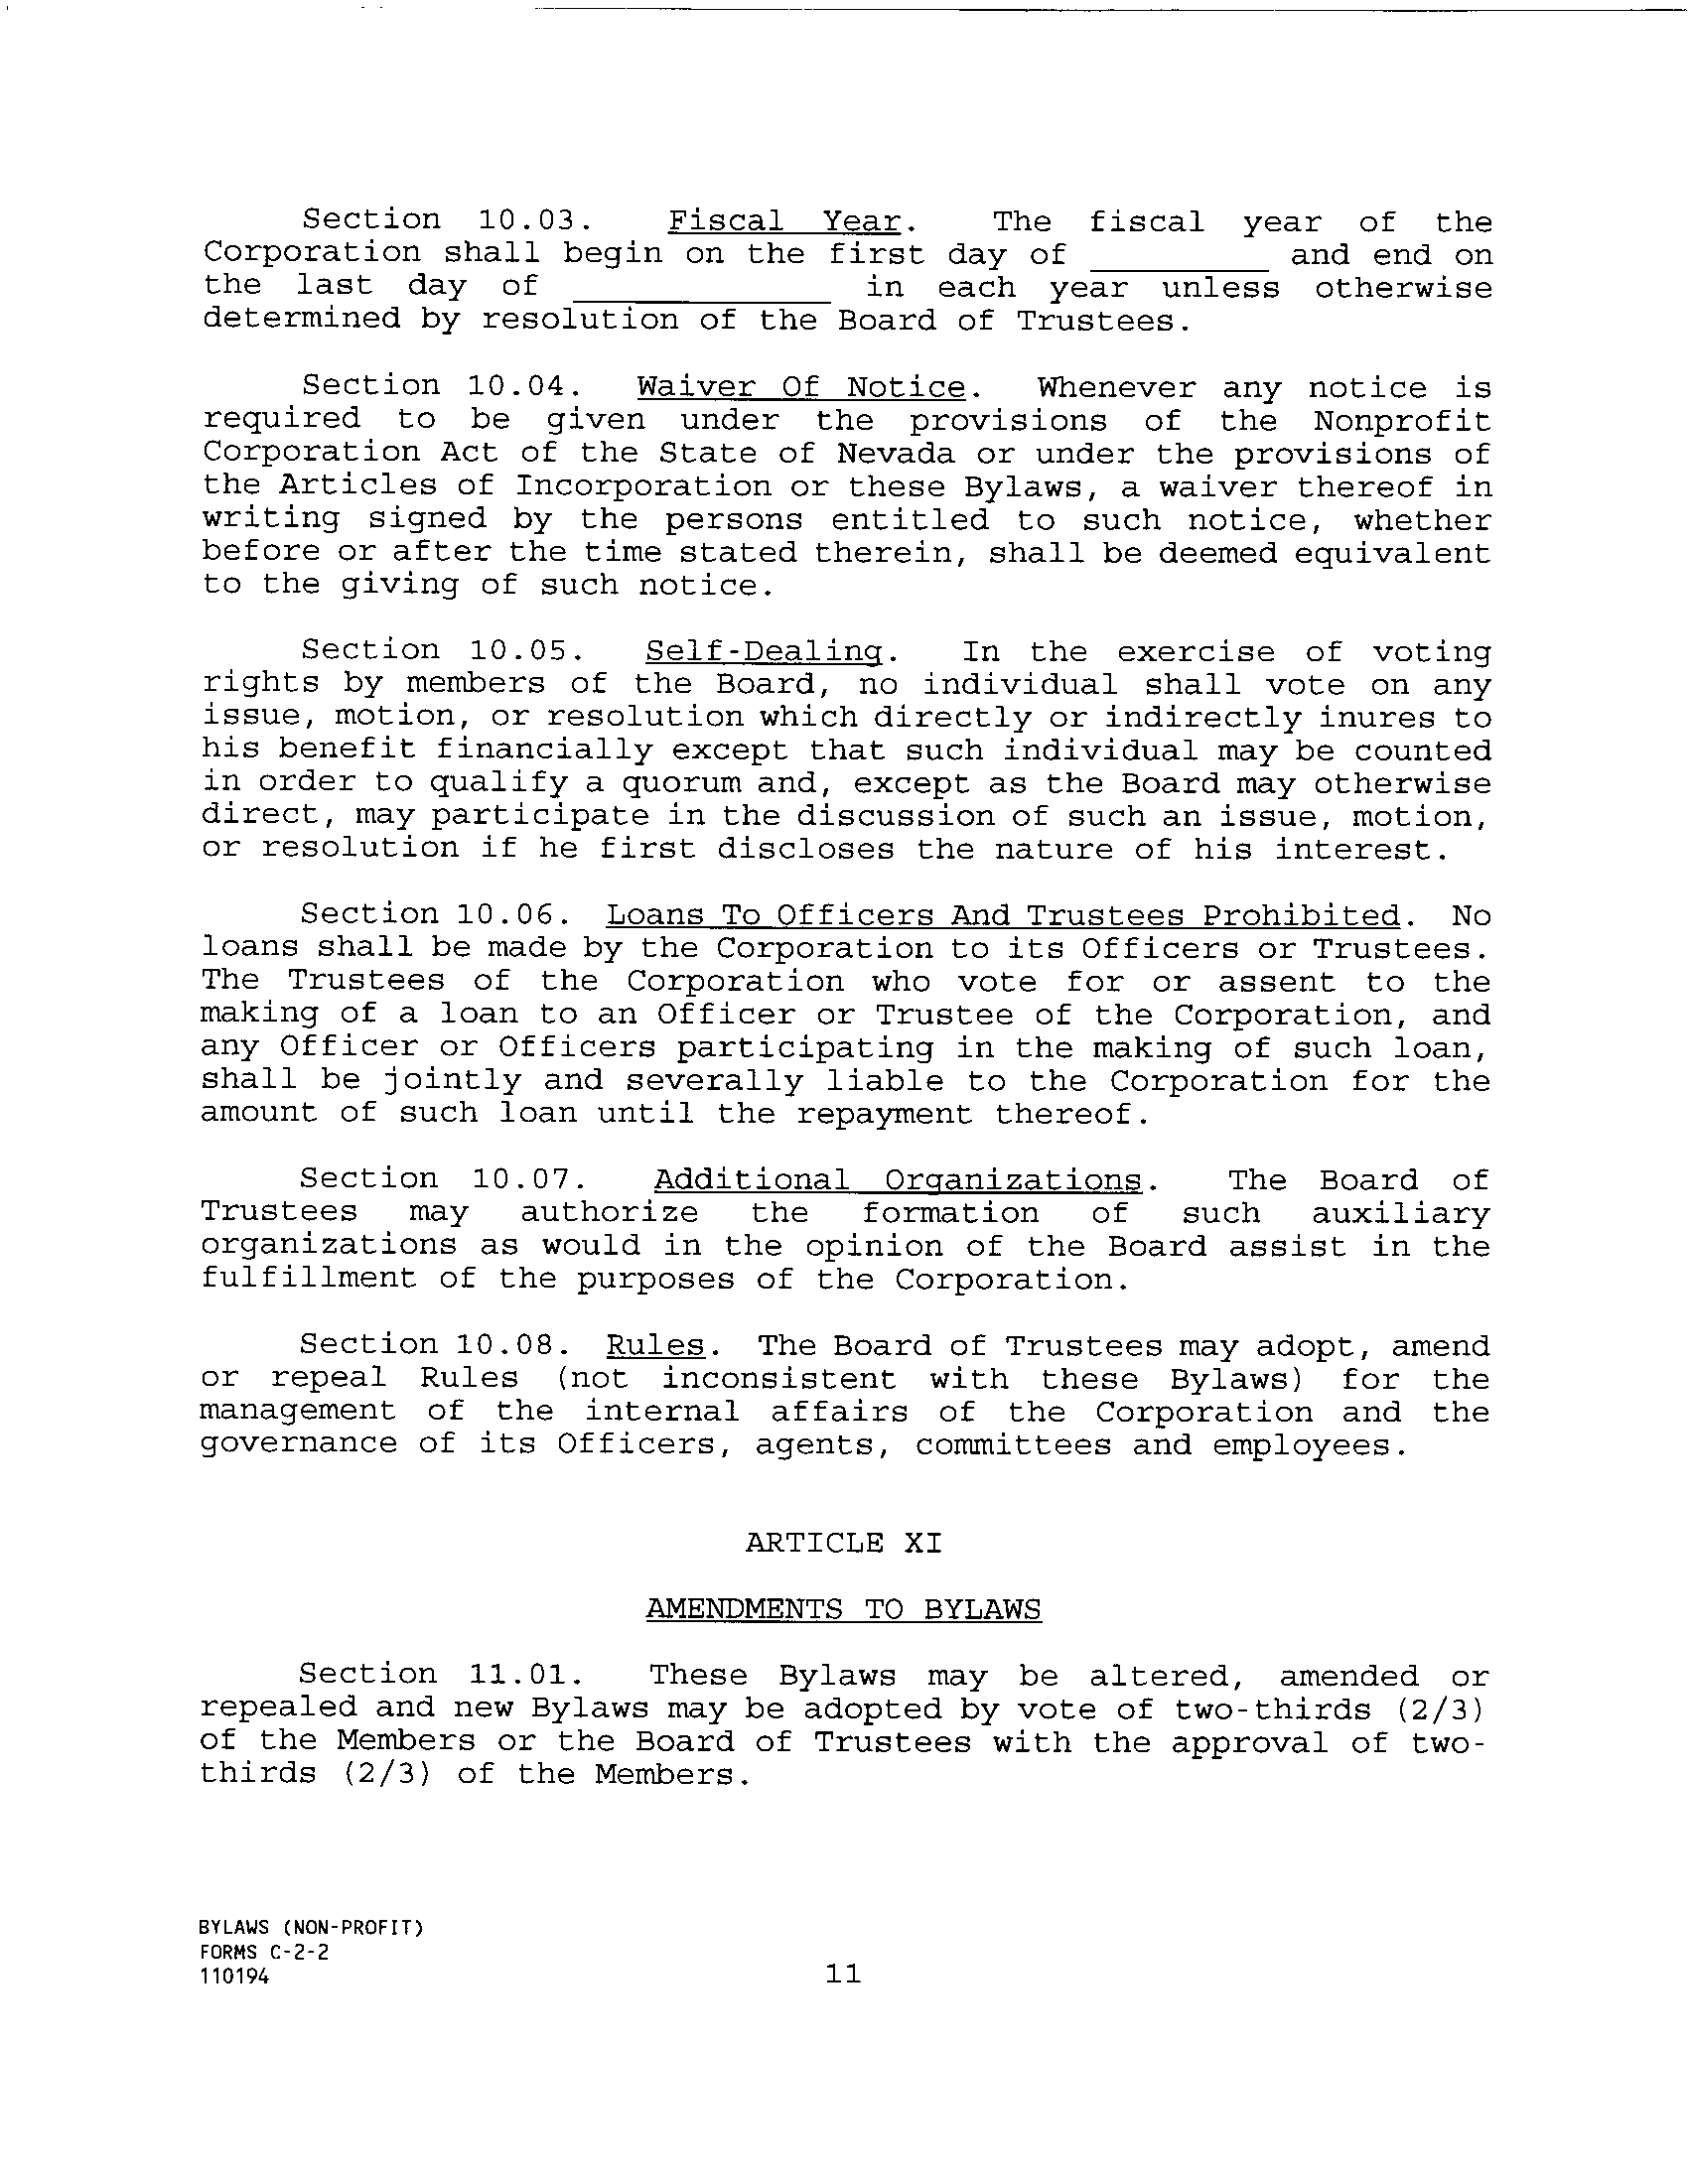 Section 10.03. Fiscal Year. The fiscal year of the
Corporation shall begin on the first day of _________ and end on
the last day of _____________ in each year unless otherwise
determined by resolution of the Board of Trustees.
Section 10.04. Waiver Of Notice. Whenever any notice is
required to be given under the provisions of the Nonprofit
Corporation Act of the State of Nevada or under the provisions of
the Articles of Incorporation or these Bylaws, a waiver thereof in
writing signed by the persons entitled to such notice, whether
before or after the time stated therein, shall be deemed equivalent
to the giving of such notice.
Section 10.05. Self-Dealing. In the exercise of voting
rights by members of the Board, no individual shall vote on any
issue, motion, or resolution which directly or indirectly inures to
his benefit financially except that such individual may be counted
in order to qualify a quorum and, except as the Board may otherwise
direct, may participate in the discussion of such an issue, motion,
or resolution if he first discloses the nature of his interest.
Section 10.06. Loans To Officers And Trustees Prohibited. No
loans shall be made by the Corporation to its Officers or Trustees.
The Trustees of the Corporation who vote for or assent to the
making of a loan to an Officer or Trustee of the Corporation, and
any Officer or Officers participating in the making of such loan,
shall be jointly and severally liable to the Corporation for the
amount of such loan until the repayment thereof.
Section 10.07. Additional Organizations. The Board of
Trustees may authorize the formation of such auxiliary
organizations as would in the opinion of the Board assist in the
fulfillment of the purposes of the Corporation.
Section 10.08. Rules. The Board of Trustees may adopt, amend
or repeal Rules (not inconsistent with these Bylaws) for the
management of the internal affairs of the Corporation and the
governance of its Officers, agents, committees and employees.
ARTICLE XI
AMENDMENTS TO BYLAWS
Section 11.01. These Bylaws may be altered, amended or
repealed and new Bylaws may be adopted by vote of two-thirds (2/3)
of the Members or the Board of Trustees with the approval of two-
thirds (2/3) of the Members.
BYLAWS (NON-PROFIT)
FORMS C-2-2
110194
11